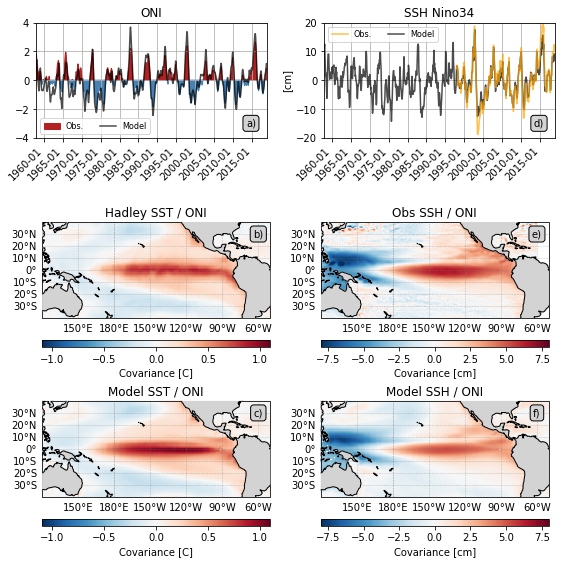 ONI
4
2
0
−2
−4
Obs.
Model
a)
1960-01
1965-01
1970-01
1975-01
1980-01
1985-01
1990-01
1995-01
2000-01
2005-01
2010-01
2015-01
SSH Nino34
[cm]
20
10
0
−10
−20
Obs.
Model
d)
1960-01
1965-01
1970-01
1975-01
1980-01
1985-01
1990-01
1995-01
2000-01
2005-01
2010-01
2015-01
Hadley SST / ONI
b)
30°N
20°N
10°N
0°
10°S
20°S
30°S
150°E 180°E 150°W 120°W 90°W 60°W
−1.0 −0.5 0.0 0.5 1.0
Covariance [C]
Obs SSH / ONI
e)
30°N
20°N
10°N
0°
10°S
20°S
30°S
150°E 180°E 150°W 120°W 90°W 60°W
−7.5 −5.0 −2.5 0.0 2.5 5.0 7.5
Covariance [cm]
Model SST / ONI
c)
30°N
20°N
10°N
0°
10°S
20°S
30°S
150°E 180°E 150°W 120°W 90°W 60°W
−1.0 −0.5 0.0 0.5 1.0
Covariance [C]
Model SSH / ONI
f)
30°N
20°N
10°N
0°
10°S
20°S
30°S
150°E 180°E 150°W 120°W 90°W 60°W
−7.5 −5.0 −2.5 0.0 2.5 5.0 7.5
Covariance [cm]